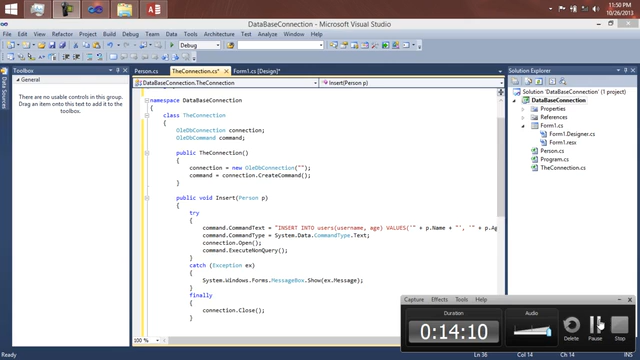 11:50 PM
10/26/2013
DataBaseConnection - Microsoft Visual Studio
File Edit View Project Build Debug Team Data Tools Architecture Test Analyze Window Help
Debug
Toolbox
General
There are no usable controls in this group.
Drag an item onto this text to add it to the
toolbox.
Data Sources
Person.cs TheConnection.cs* Form1.cs [Design]*
DataBaseConnection.TheConnection Insert(Person p)
namespace DataBaseConnection
{
class TheConnection
{
OleDbConnection connection;
OleDbCommand command;
public TheConnection()
{
connection = new OleDbConnection("");
command = connection.CreateCommand();
}
public void Insert(Person p)
{
try
{
command.CommandText = "INSERT INTO users(username, age) VALUES('" + p.Name + "', '" + p.Ag
command.CommandType = System.Data.CommandType.Text;
connection.Open();
command.ExecuteNonQuery();
}
catch (Exception ex)
{
System.Windows.Forms.MessageBox.Show(ex.Message);
}
finally
{
connection.Close();
}
100 %
Solution Explorer
Solution 'DataBaseConnection' (1
DataBaseConnection
Properties
References
Form1.cs
Form1.Designer.cs
Form1.resx
Person.cs
Program.cs
TheConnection.cs
Capture Effects Tools Help
Duration
0:14:10
Audio
Delete Pause Stop
Ready
Ln 36 Col 14 Ch 14 INS